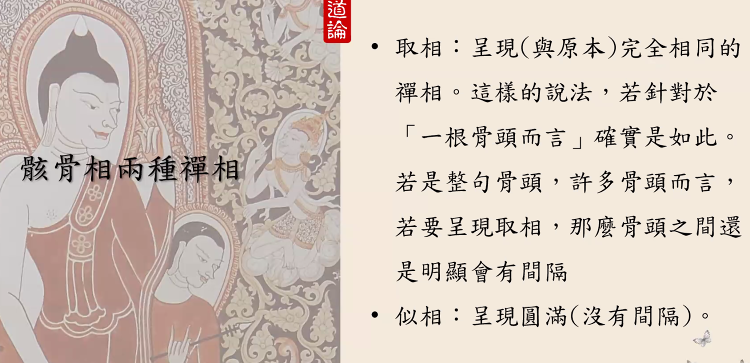 道論
骸骨相兩種禪相
• 取相：呈現(與原本)完全相同的
禪相。這樣的說法，若針對於
「一根骨頭而言」確實是如此。
若是整句骨頭，許多骨頭而言，
若要呈現取相，那麼骨頭之間還
是明顯會有間隔
• 似相：呈現圓滿(沒有間隔)。